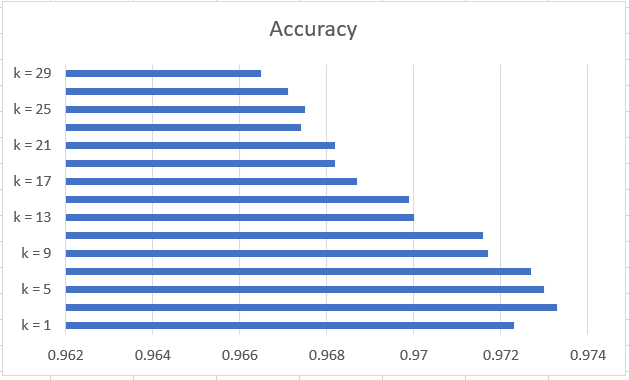 Accuracy
k = 29
k = 25
k = 21
k = 17
k = 13
k = 9
k = 5
k = 1
0.962 0.964 0.966 0.968 0.97 0.972 0.974